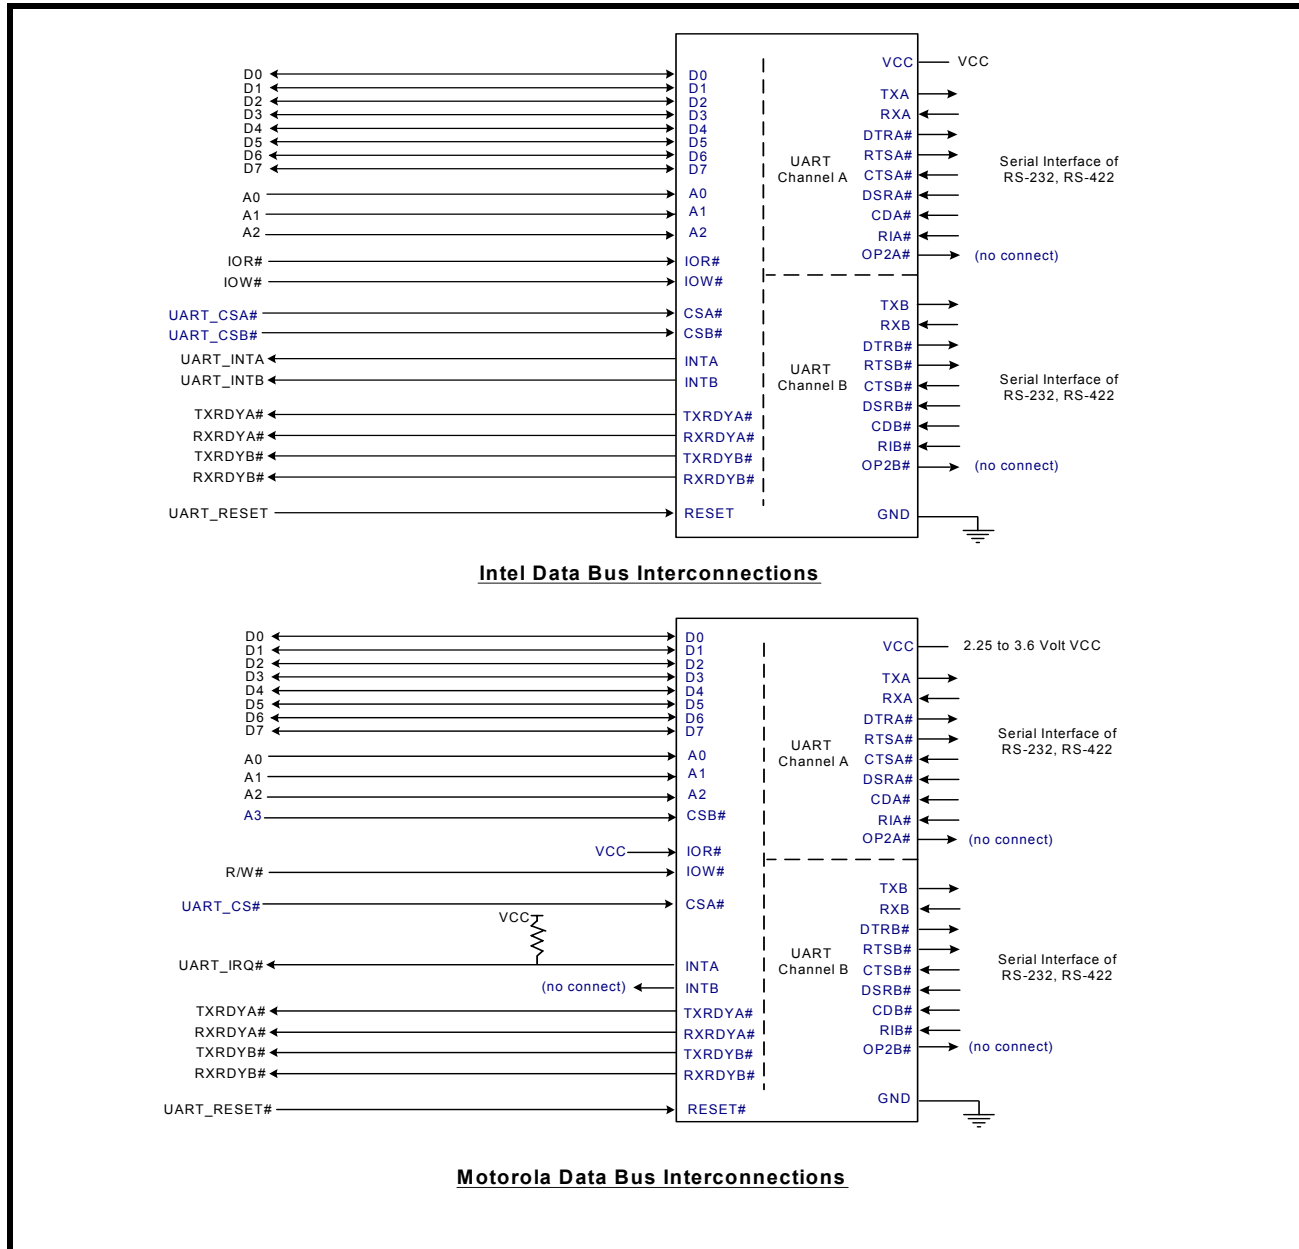 VCC VCC
D0 D0
D1 D1
D2 D2
D3 D3
D4 D4
D5 D5
D6 D6
D7 D7
A0 A0
A1 A1
A2 A2
IOR# IOR#
IOW# IOW#
UART_CSA# CSA#
UART_CSB# CSB#
UART_INTA INTA
UART_INTB INTB
TXRDYA# TXRDYA#
RXRDYA# RXRDYA#
TXRDYB# TXRDYB#
RXRDYB# RXRDYB#
UART_RESET RESET
UART
Channel A
TXA
RXA
DTRA#
RTSA#
CTSA#
DSRA#
CDA#
RIA#
OP2A# (no connect)
Serial Interface of
RS-232, RS-422
UART
Channel B
TXB
RXB
DTRB#
RTSB#
CTSB#
DSRB#
CDB#
RIB#
OP2B# (no connect)
Serial Interface of
RS-232, RS-422
GND
Intel Data Bus Interconnections
VCC 2.25 to 3.6 Volt VCC
D0 D0
D1 D1
D2 D2
D3 D3
D4 D4
D5 D5
D6 D6
D7 D7
A0 A0
A1 A1
A2 A2
A3 CSB#
VCC IOR#
R/W# IOW#
UART_CS# CSA#
VCC
UART_IRQ# INTA
(no connect) INTB
TXRDYA# TXRDYA#
RXRDYA# RXRDYA#
TXRDYB# TXRDYB#
RXRDYB# RXRDYB#
UART_RESET# RESET#
UART
Channel A
TXA
RXA
DTRA#
RTSA#
CTSA#
DSRA#
CDA#
RIA#
OP2A# (no connect)
Serial Interface of
RS-232, RS-422
UART
Channel B
TXB
RXB
DTRB#
RTSB#
CTSB#
DSRB#
CDB#
RIB#
OP2B# (no connect)
Serial Interface of
RS-232, RS-422
GND
Motorola Data Bus Interconnections